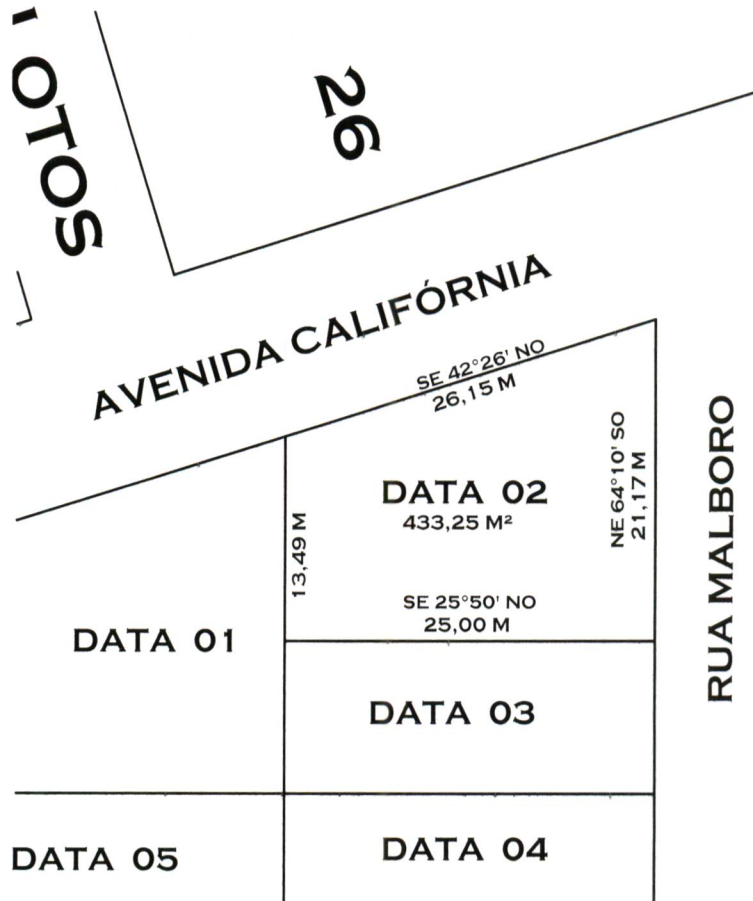 OTOS
26
AVENIDA CALIFÓRNIA
SE 42°26' NO
26,15 M
DATA 02
433,25 M²
NE 64°10' SO
21,17 M
13,49 M
SE 25°50' NO
25,00 M
RUA MALBORO
DATA 01
DATA 03
DATA 05
DATA 04